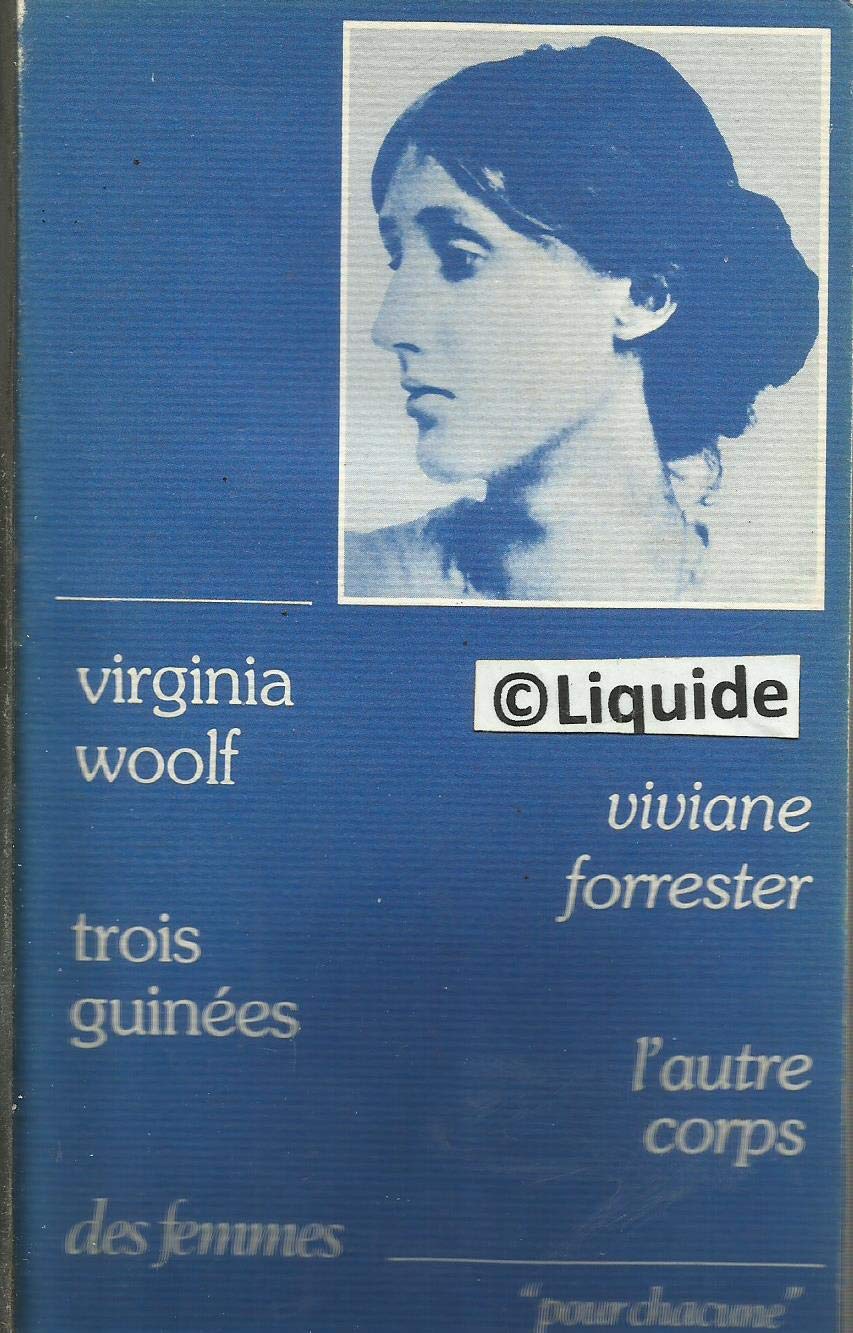 virginia
woolf
©Liquide
viviane
forrester
trois
guinées
l'autre
corps
des femmes
"pour chacune"